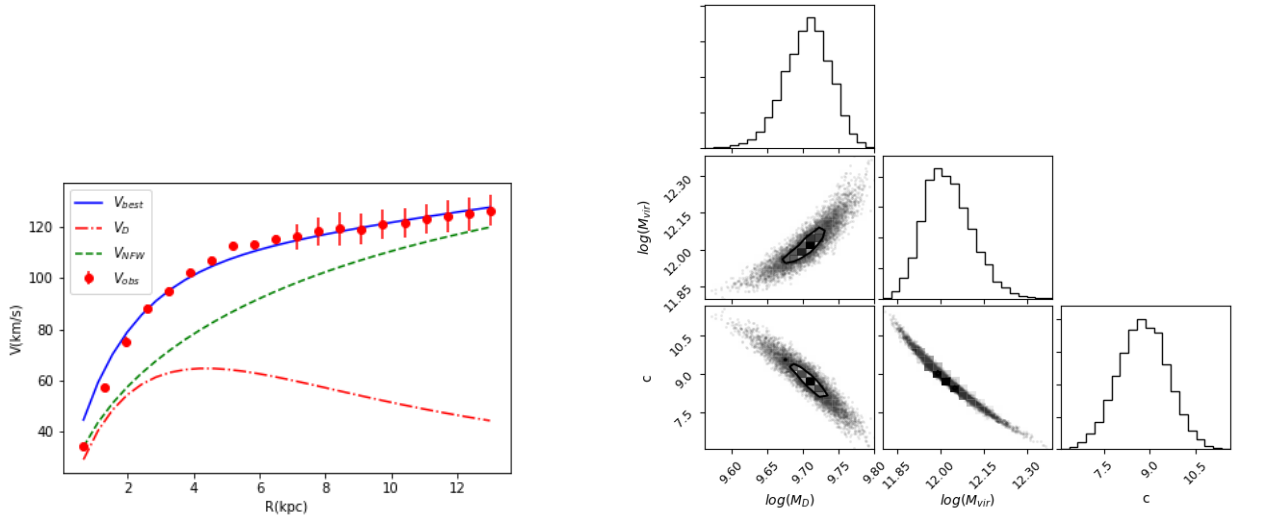 V_best
V_D
V_NFW
V_obs
V(km/s)
120
100
80
60
40
2
4
6
8
10
12
R(kpc)
log(M_vir)
12.30
12.15
12.00
11.85
c
10.5
9.0
7.5
9.60
9.65
9.70
9.75
9.80
log(M_D)
11.85
12.00
12.15
12.30
log(M_vir)
7.5
9.0
10.5
c